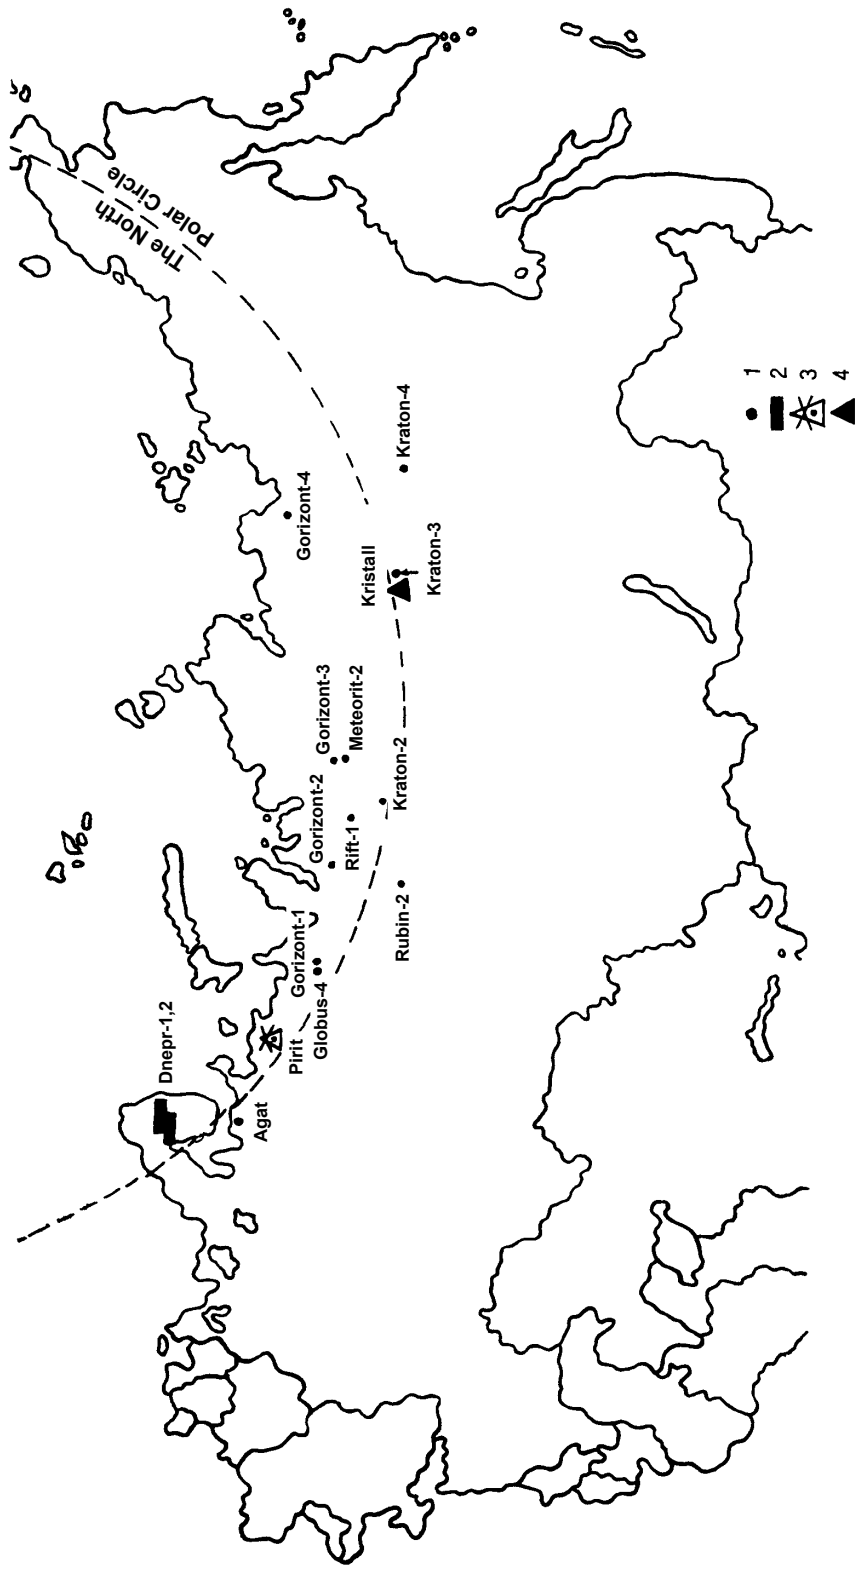 The North
Polar Circle
Dnepr-1,2
Agat
Pirit
Globus-4
Gorizont-1
Rubin-2
Gorizont-2
Rift-1
Kraton-2
Gorizont-3
Meteorit-2
Kristall
Kraton-3
Gorizont-4
Kraton-4
1
2
3
4